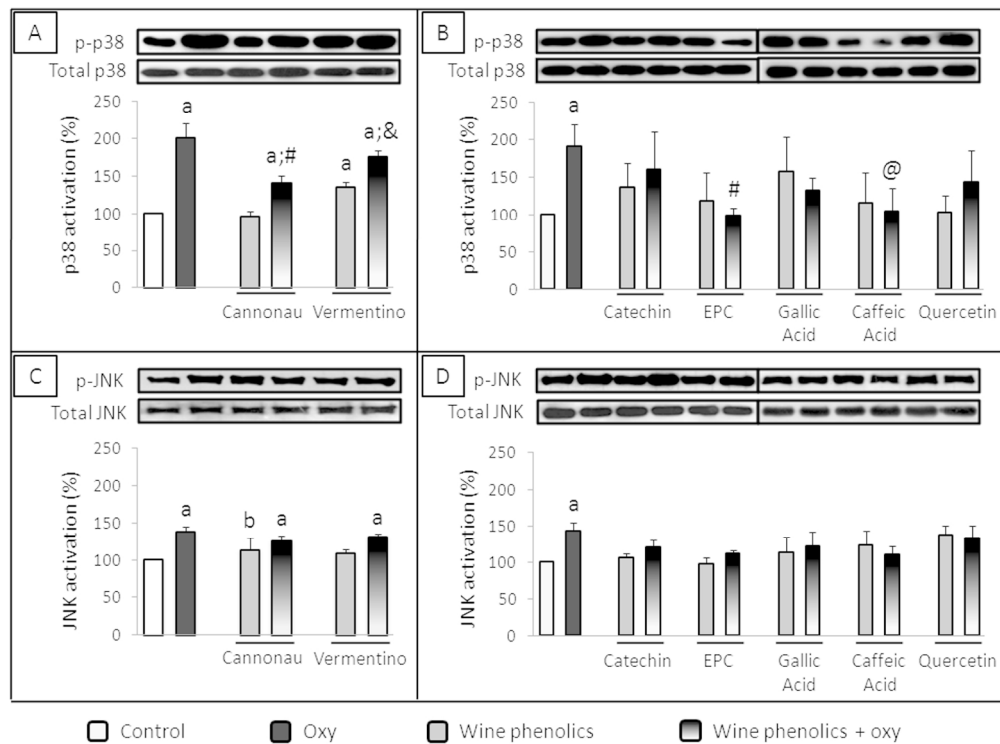 A
p-p38
Total p38
p38 activation (%)
250
200
150
100
50
0
a
a;#
a
a;&
Cannonau Vermentino
B
p-p38
Total p38
p38 activation (%)
250
200
150
100
50
0
a
#
@
Catechin EPC Gallic Acid Caffeic Acid Quercetin
C
p-JNK
Total JNK
JNK activation (%)
250
200
150
100
50
0
a
b
a
a
Cannonau Vermentino
D
p-JNK
Total JNK
JNK activation (%)
250
200
150
100
50
0
a
Catechin EPC Gallic Acid Caffeic Acid Quercetin
Control Oxy Wine phenolics Wine phenolics + oxy